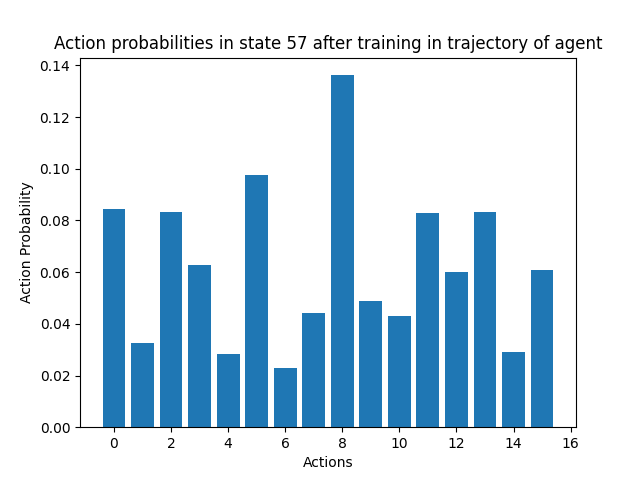 Action probabilities in state 57 after training in trajectory of agent
0.14
0.12
0.10
0.08
0.06
0.04
0.02
0.00
Action Probability
0 2 4 6 8 10 12 14 16
Actions